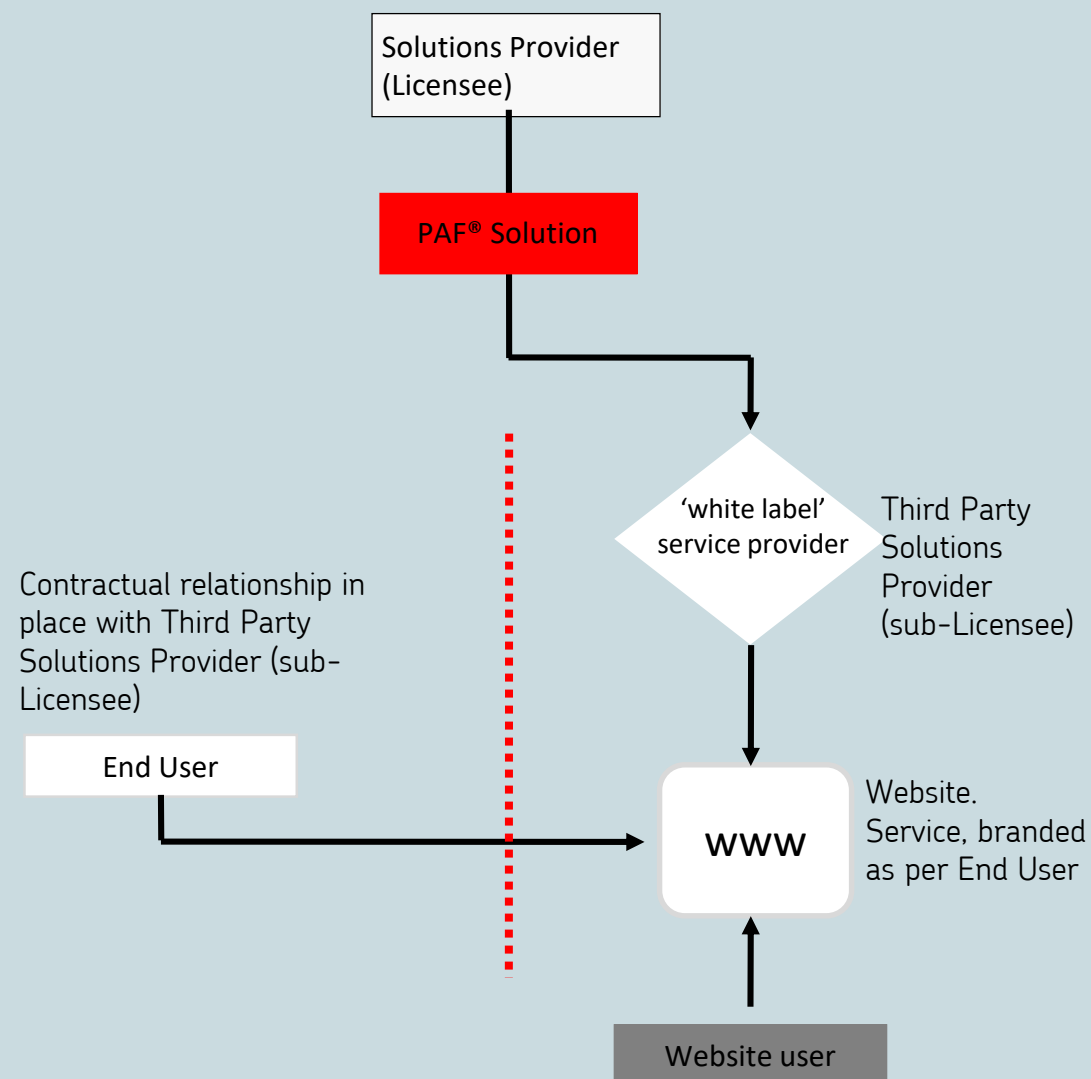 Solutions Provider
(Licensee)
PAF® Solution
‘white label’
service provider
Third Party
Solutions
Provider
(sub-Licensee)
Contractual relationship in
place with Third Party
Solutions Provider (sub-
Licensee)
End User
www
Website.
Service, branded
as per End User
Website user